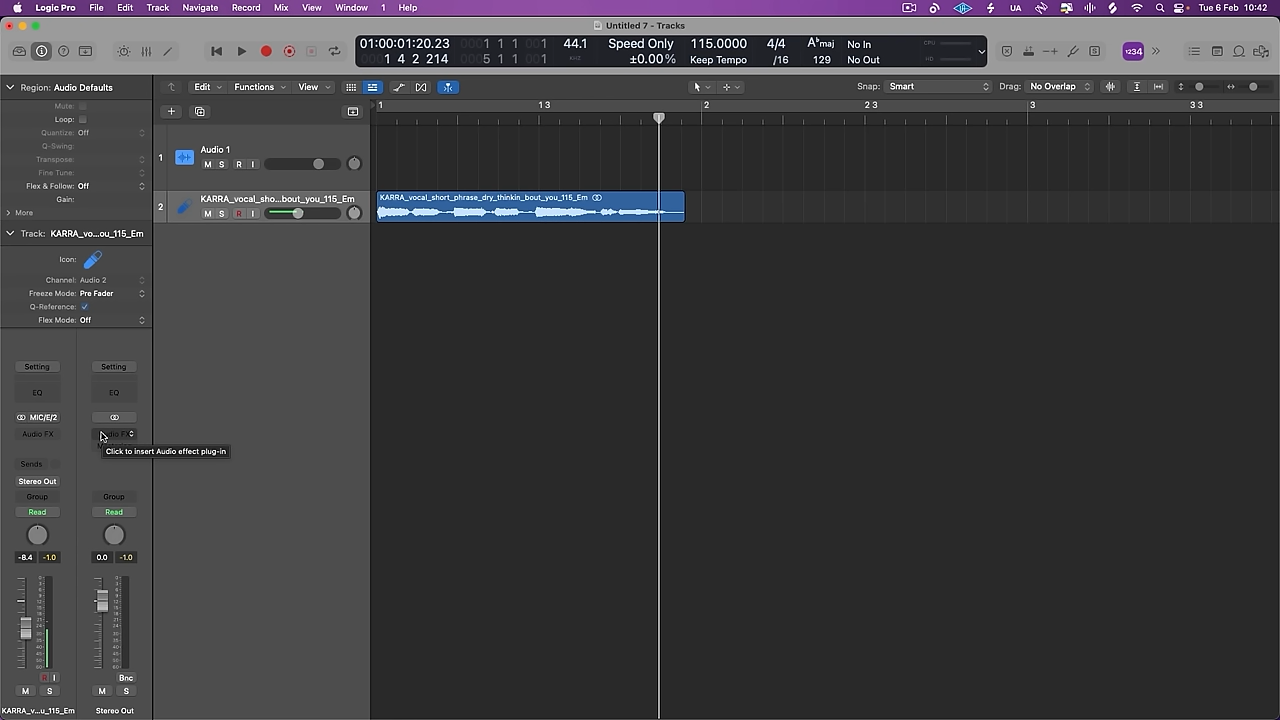 Logic Pro File Edit Track Navigate Record Mix View Window 1 Help UA Tue 6 Feb 10:42
Untitled 7 - Tracks
01:00:01:20.23 1 1 1 1 44.1 Speed Only 115.0000 4/4 A♭maj No In CPU
1 4 2 214 5 1 1 1 KHZ ±0.00% Keep Tempo /16 129 No Out
1234
Region: Audio Defaults
Edit Functions View Snap: Smart Drag: No Overlap
Mute:
Loop:
Quantize: Off
Q-Swing:
Transpose:
Fine Tune:
Flex & Follow: Off
Gain:
More
1 1 3 2 2 3 3 3 3
1 Audio 1
M S R I
2 KARRA_vocal_sho...bout_you_115_Em
M S R I
KARRA_vocal_short_phrase_dry_thinkin_bout_you_115_Em
Track: KARRA_vo...ou_115_Em
Icon:
Channel: Audio 2
Freeze Mode: Pre Fader
Q-Reference:
Flex Mode: Off
Setting Setting
EQ EQ
MIC/E/2
Audio FX
Click to insert Audio effect plug-in
Sends
Stereo Out
Group Group
Read Read
-8.4 -1.0 0.0 -1.0
R I Bnc
M S M S
KARRA_v...u_115_Em Stereo Out